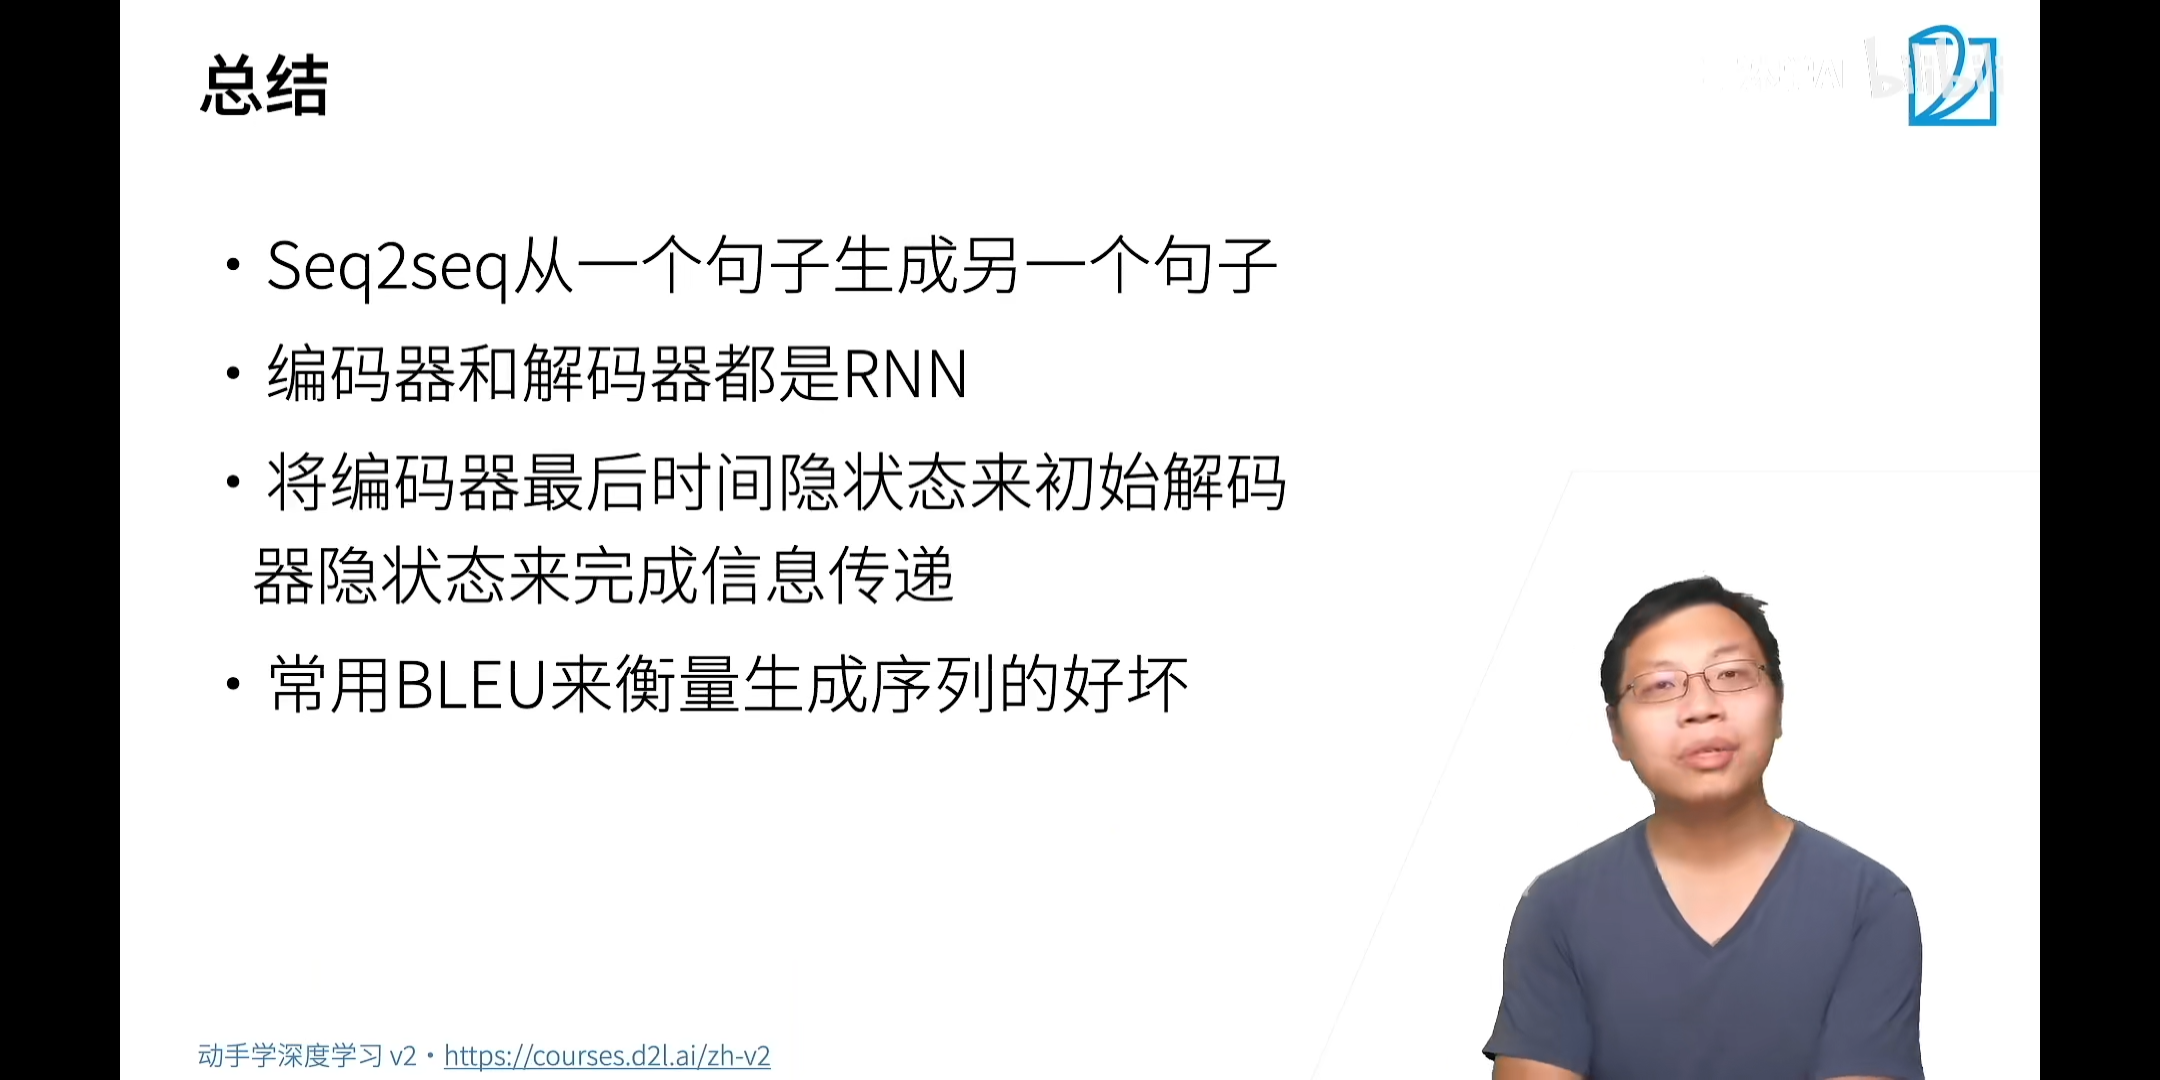 总结
bilibili
• Seq2seq从一个句子生成另一个句子
• 编码器和解码器都是RNN
• 将编码器最后时间隐状态来初始解码
器隐状态来完成信息传递
• 常用BLEU来衡量生成序列的好坏
动手学深度学习 v2 • https://courses.d2l.ai/zh-v2